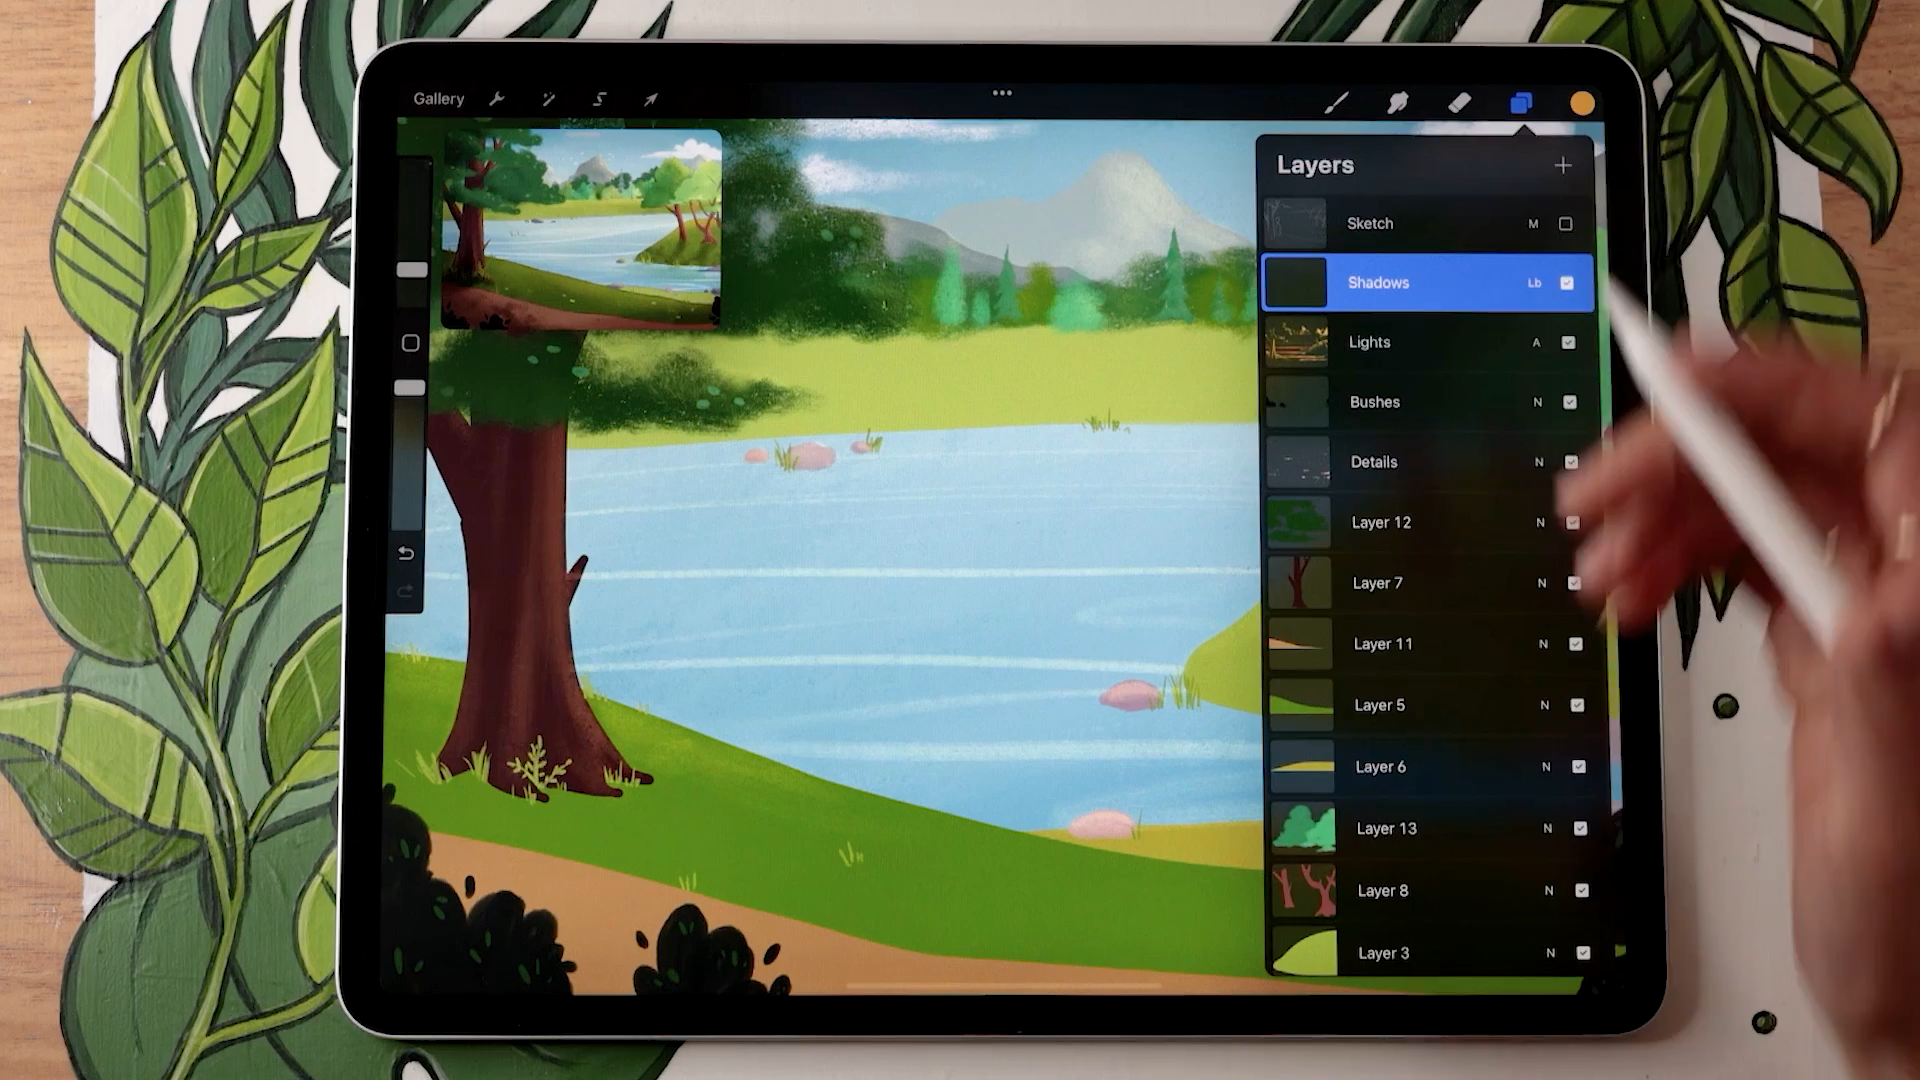 Gallery
Layers
Sketch M
Shadows Lb
Lights A
Bushes N
Details N
Layer 12 N
Layer 7 N
Layer 11 N
Layer 5 N
Layer 6 N
Layer 13 N
Layer 8 N
Layer 3 N